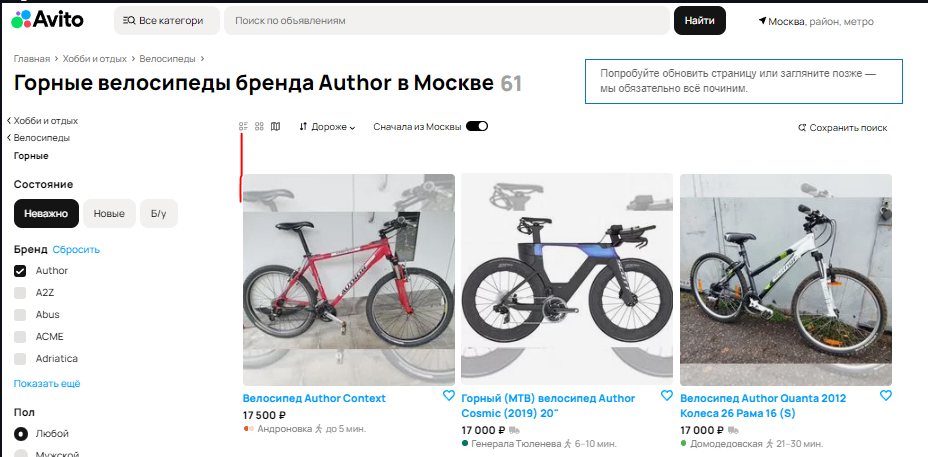 Avito
Все категори
Поиск по объявлениям
Найти
Москва, район, метро
Главная > Хобби и отдых > Велосипеды >
Горные велосипеды бренда Author в Москве 61
Попробуйте обновить страницу или загляните позже —
мы обязательно всё починим.
Хобби и отдых
Велосипеды
Горные
Дороже
Сначала из Москвы
Сохранить поиск
Состояние
Неважно
Новые
Б/у
Бренд Сбросить
Author
A2Z
Abus
ACME
Adriatica
Показать ещё
Пол
Любой
Мужской
Велосипед Author Context
17 500 ₽
Андроновка до 5 мин.
Горный (MTB) велосипед Author
Cosmic (2019) 20"
17 000 ₽
Генерала Тюленева 6–10 мин.
Велосипед Author Quanta 2012
Колеса 26 Рама 16 (S)
17 000 ₽
Домодедовская 21–30 мин.